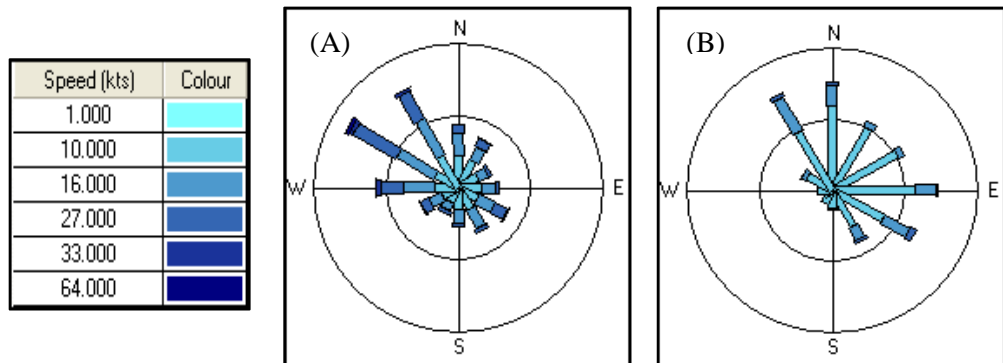 Speed (kts) Colour
1.000
10.000
16.000
27.000
33.000
64.000
(A)
N
W
E
S
(B)
N
W
E
S